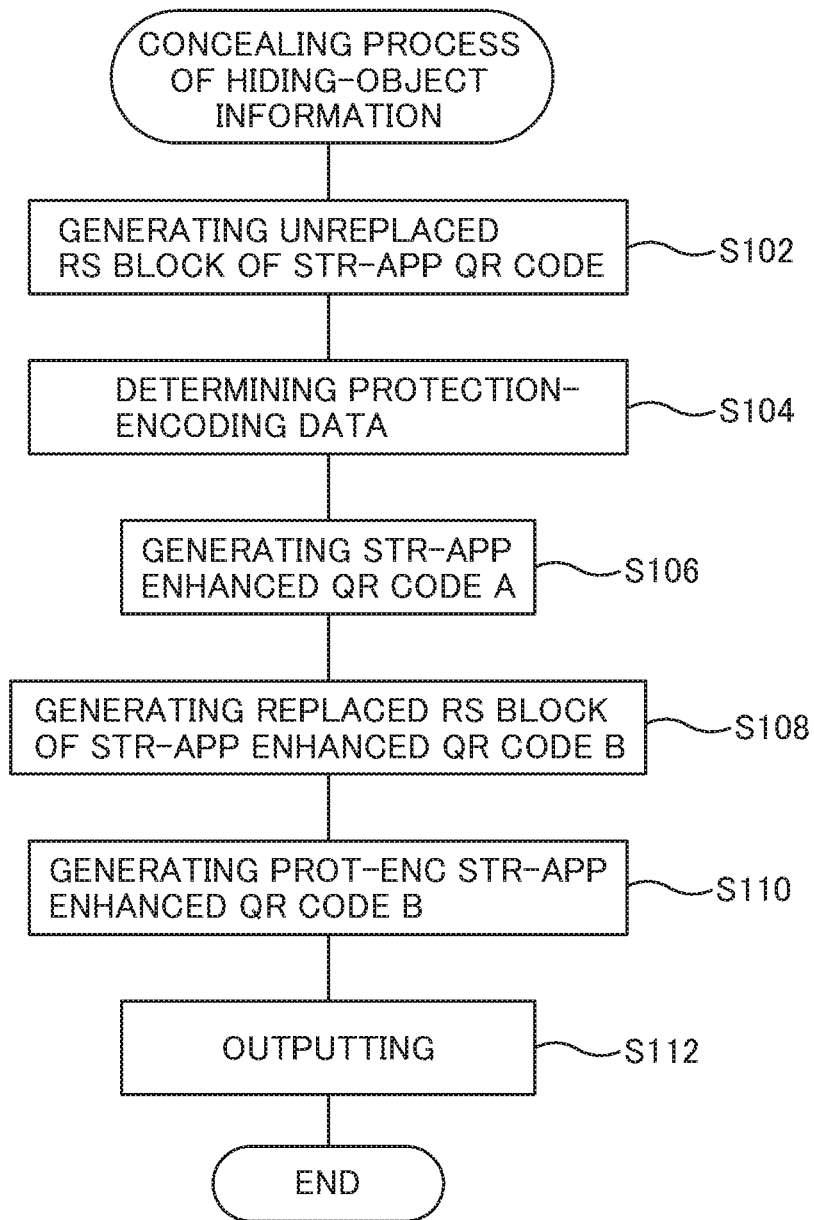 CONCEALING PROCESS
OF HIDING-OBJECT
INFORMATION
GENERATING UNREPLACED
RS BLOCK OF STR-APP QR CODE
S102
DETERMINING PROTECTION-
ENCODING DATA
S104
GENERATING STR-APP
ENHANCED QR CODE A
S106
GENERATING REPLACED RS BLOCK
OF STR-APP ENHANCED QR CODE B
S108
GENERATING PROT-ENC STR-APP
ENHANCED QR CODE B
S110
OUTPUTTING
S112
END